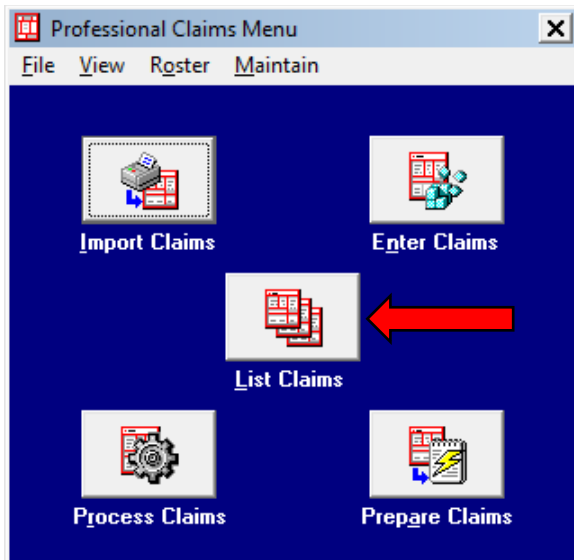 Professional Claims Menu
File View Roster Maintain
Import Claims
Enter Claims
List Claims
Process Claims
Prepare Claims